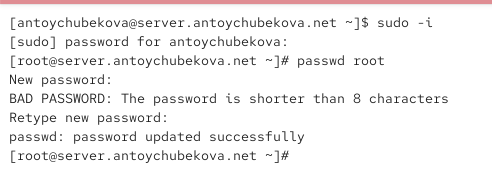 [antoychubekova@server.antoychubekova.net ~]$ sudo -i
[sudo] password for antoychubekova:
[root@server.antoychubekova.net ~]# passwd root
New password:
BAD PASSWORD: The password is shorter than 8 characters
Retype new password:
passwd: password updated successfully
[root@server.antoychubekova.net ~]#